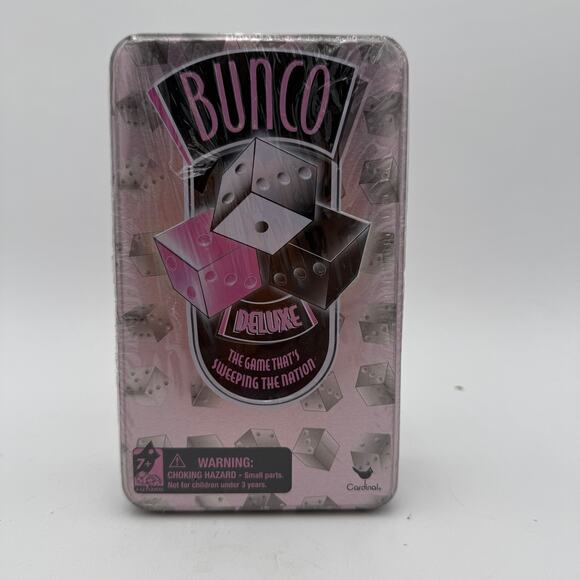 BUNCO
DELUXE
THE GAME THAT'S
SWEEPING THE NATION
7+
WARNING:
CHOKING HAZARD - Small parts.
Not for children under 3 years.
Cardinal®